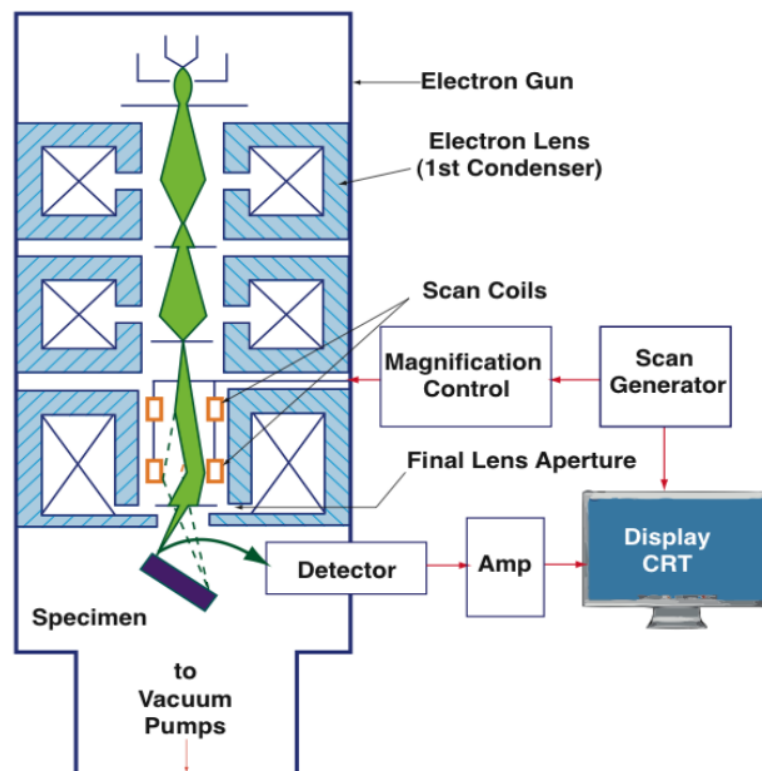 Electron Gun
Electron Lens
(1st Condenser)
Scan Coils
Magnification
Control
Scan
Generator
Final Lens Aperture
Display
CRT
Detector
Amp
Specimen
to
Vacuum
Pumps